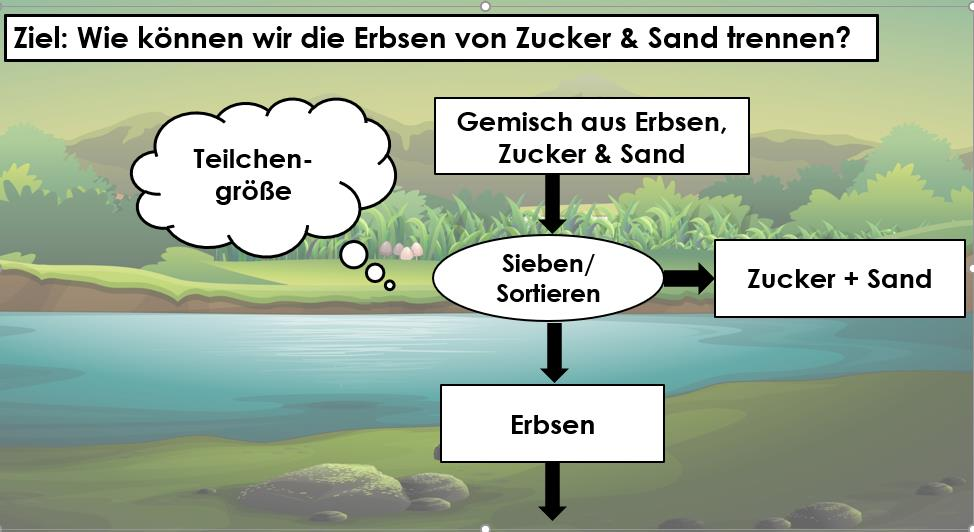 Ziel: Wie können wir die Erbsen von Zucker & Sand trennen?
Teilchen-
größe
Gemisch aus Erbsen,
Zucker & Sand
Sieben/
Sortieren
Zucker + Sand
Erbsen